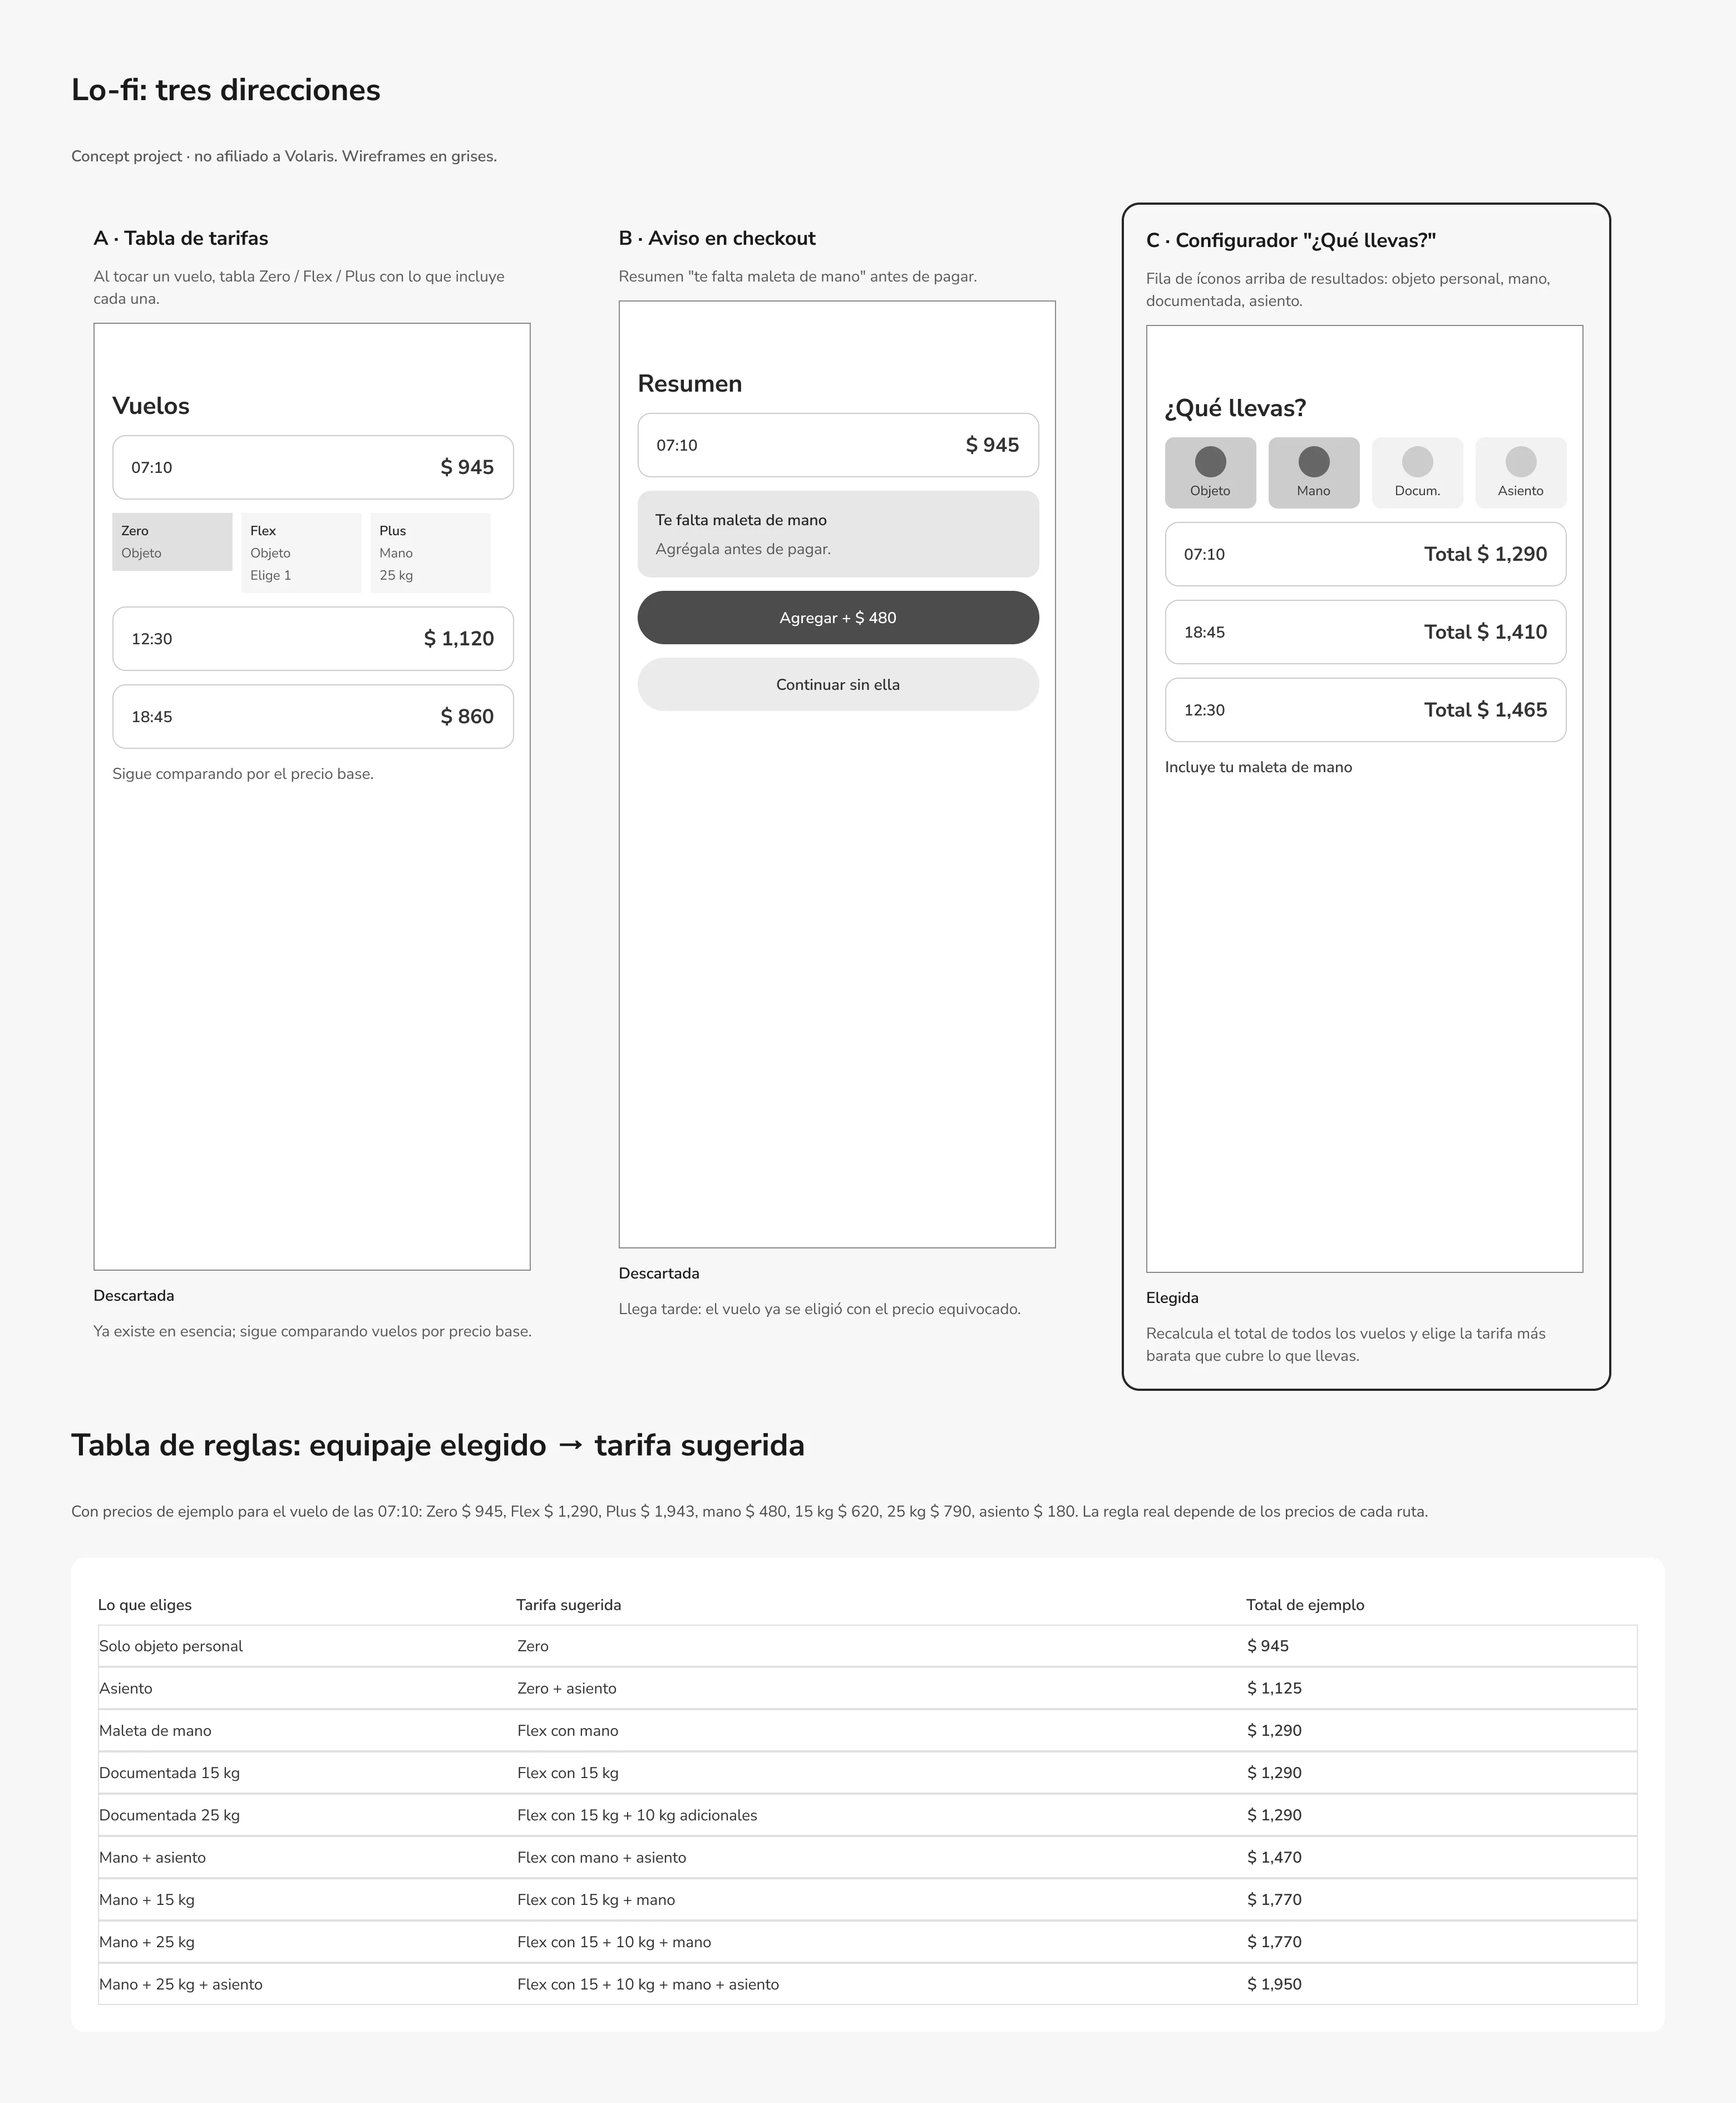 Lo-fi: tres direcciones
Concept project · no afiliado a Volaris. Wireframes en grises.
A · Tabla de tarifas
Al tocar un vuelo, tabla Zero / Flex / Plus con lo que incluye
cada una.
Vuelos
07:10 $ 945
Zero
Objeto
Flex
Objeto
Elige 1
Plus
Mano
25 kg
12:30 $ 1,120
18:45 $ 860
Sigue comparando por el precio base.
Descartada
Ya existe en esencia; sigue comparando vuelos por precio base.
B · Aviso en checkout
Resumen "te falta maleta de mano" antes de pagar.
Resumen
07:10 $ 945
Te falta maleta de mano
Agrégala antes de pagar.
Agregar + $ 480
Continuar sin ella
Descartada
Llega tarde: el vuelo ya se eligió con el precio equivocado.
C · Configurador "¿Qué llevas?"
Fila de íconos arriba de resultados: objeto personal, mano,
documentada, asiento.
¿Qué llevas?
Objeto Mano Docum. Asiento
07:10 Total $ 1,290
18:45 Total $ 1,410
12:30 Total $ 1,465
Incluye tu maleta de mano
Elegida
Recalcula el total de todos los vuelos y elige la tarifa más
barata que cubre lo que llevas.
Tabla de reglas: equipaje elegido → tarifa sugerida
Con precios de ejemplo para el vuelo de las 07:10: Zero $ 945, Flex $ 1,290, Plus $ 1,943, mano $ 480, 15 kg $ 620, 25 kg $ 790, asiento $ 180. La regla real depende de los precios de cada ruta.
Lo que eliges Tarifa sugerida Total de ejemplo
Solo objeto personal Zero $ 945
Asiento Zero + asiento $ 1,125
Maleta de mano Flex con mano $ 1,290
Documentada 15 kg Flex con 15 kg $ 1,290
Documentada 25 kg Flex con 15 kg + 10 kg adicionales $ 1,290
Mano + asiento Flex con mano + asiento $ 1,470
Mano + 15 kg Flex con 15 kg + mano $ 1,770
Mano + 25 kg Flex con 15 + 10 kg + mano $ 1,770
Mano + 25 kg + asiento Flex con 15 + 10 kg + mano + asiento $ 1,950